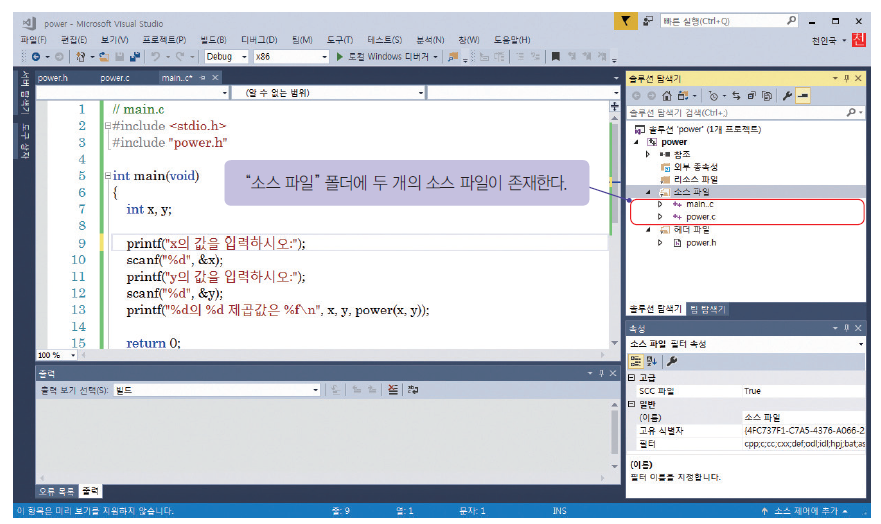 power - Microsoft Visual Studio
빠른 실행(Ctrl+Q)
파일(F) 편집(E) 보기(V) 프로젝트(P) 빌드(B) 디버그(D) 팀(M) 도구(T) 테스트(S) 분석(N) 창(W) 도움말(H)
천인국
천
Debug x86 로컬 Windows 디버거
서버 탐색기
도구 상자
power.h power.c main.c*
(알 수 없는 범위)
1 // main.c
2 #include <stdio.h>
3 #include "power.h"
4
5 int main(void)
6 {
7 int x, y;
8
9 printf("x의 값을 입력하시오:");
10 scanf("%d", &x);
11 printf("y의 값을 입력하시오:");
12 scanf("%d", &y);
13 printf("%d의 %d 제곱값은 %f\n", x, y, power(x, y));
14
15 return 0;
100 %
“소스 파일” 폴더에 두 개의 소스 파일이 존재한다.
출력
출력 보기 선택(S): 빌드
오류 목록 출력
솔루션 탐색기
솔루션 탐색기 검색(Ctrl+;)
솔루션 'power' (1개 프로젝트)
power
참조
외부 종속성
리소스 파일
소스 파일
main.c
power.c
헤더 파일
power.h
솔루션 탐색기 팀 탐색기
속성
소스 파일 필터 속성
고급
SCC 파일 True
일반
(이름) 소스 파일
고유 식별자 {4FC737F1-C7A5-4376-A066-2
필터 cpp;c;cc;cxx;def;odl;idl;hpj;bat;as
(이름)
필터 이름을 지정합니다.
이 항목은 미리 보기를 지원하지 않습니다. 줄: 9 열: 1 문자: 1 INS 소스 제어에 추가